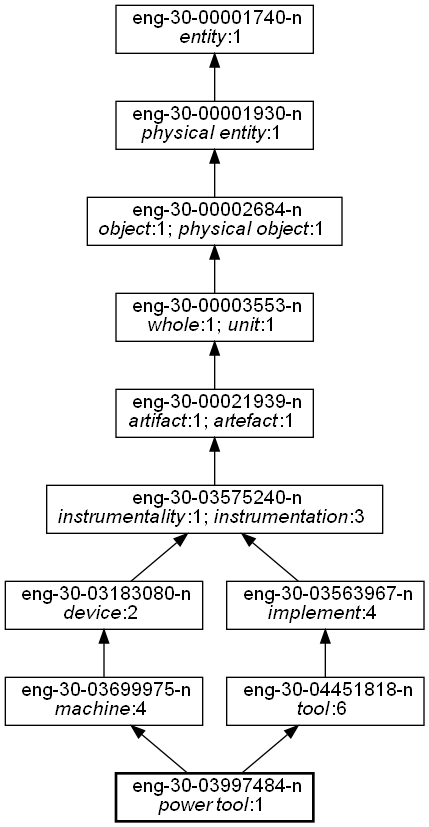 eng-30-00001740-n
entity:1
eng-30-00001930-n
physical entity:1
eng-30-00002684-n
object:1; physical object:1
eng-30-00003553-n
whole:1; unit:1
eng-30-00021939-n
artifact:1; artefact:1
eng-30-03575240-n
instrumentality:1; instrumentation:3
eng-30-03183080-n
device:2
eng-30-03563967-n
implement:4
eng-30-03699975-n
machine:4
eng-30-04451818-n
tool:6
eng-30-03997484-n
power tool:1